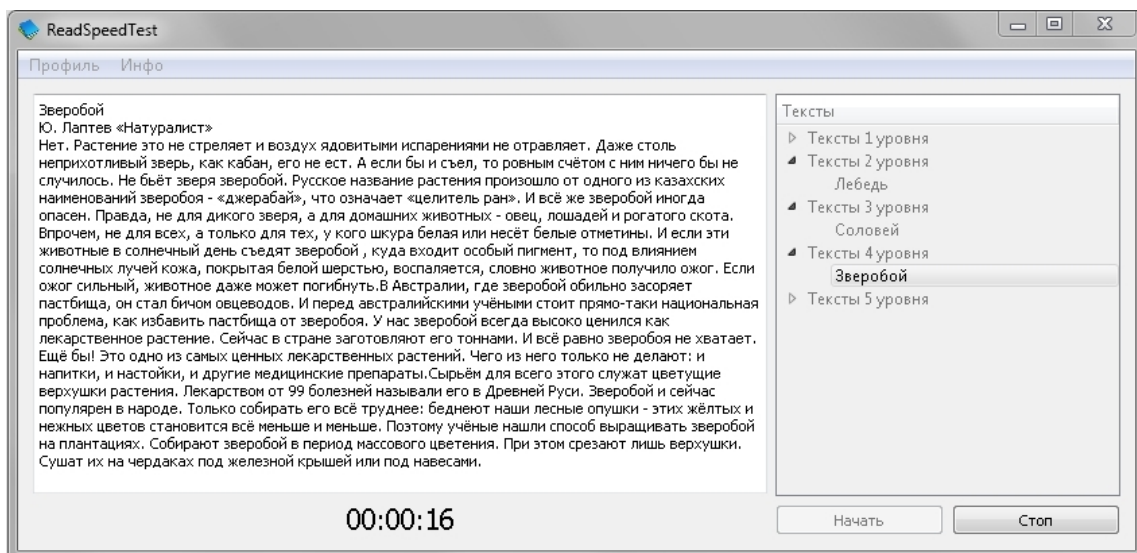 ReadSpeedTest
Профиль Инфо
Зверобой
Ю. Лаптев «Натуралист»
Нет. Растение это не стреляет и воздух ядовитыми испарениями не отравляет. Даже столь
неприхотливый зверь, как кабан, его не ест. А если бы и съел, то ровным счётом с ним ничего бы не
случилось. Не бьёт зверя зверобой. Русское название растения произошло от одного из казахских
наименований зверобоя - «джерабай», что означает «целитель ран». И всё же зверобой иногда
опасен. Правда, не для дикого зверя, а для домашних животных - овец, лошадей и рогатого скота.
Впрочем, не для всех, а только для тех, у кого шкура белая или несёт белые отметины. И если эти
животные в солнечный день съедят зверобой , куда входит особый пигмент, то под влиянием
солнечных лучей кожа, покрытая белой шерстью, воспаляется, словно животное получило ожог. Если
ожог сильный, животное даже может погибнуть.В Австралии, где зверобой обильно засоряет
пастбища, он стал бичом овцеводов. И перед австралийскими учёными стоит прямо-таки национальная
проблема, как избавить пастбища от зверобоя. У нас зверобой всегда высоко ценился как
лекарственное растение. Сейчас в стране заготовляют его тоннами. И всё равно зверобоя не хватает.
Ещё бы! Это одно из самых ценных лекарственных растений. Чего из него только не делают: и
напитки, и настойки, и другие медицинские препараты.Сырьём для всего этого служат цветущие
верхушки растения. Лекарством от 99 болезней называли его в Древней Руси. Зверобой и сейчас
популярен в народе. Только собирать его всё труднее: беднеют наши лесные опушки - этих жёлтых и
нежных цветов становится всё меньше и меньше. Поэтому учёные нашли способ выращивать зверобой
на плантациях. Собирают зверобой в период массового цветения. При этом срезают лишь верхушки.
Сушат их на чердаках под железной крышей или под навесами.
Тексты
Тексты 1 уровня
Тексты 2 уровня
Лебедь
Тексты 3 уровня
Соловей
Тексты 4 уровня
Зверобой
Тексты 5 уровня
00:00:16
Начать
Стоп